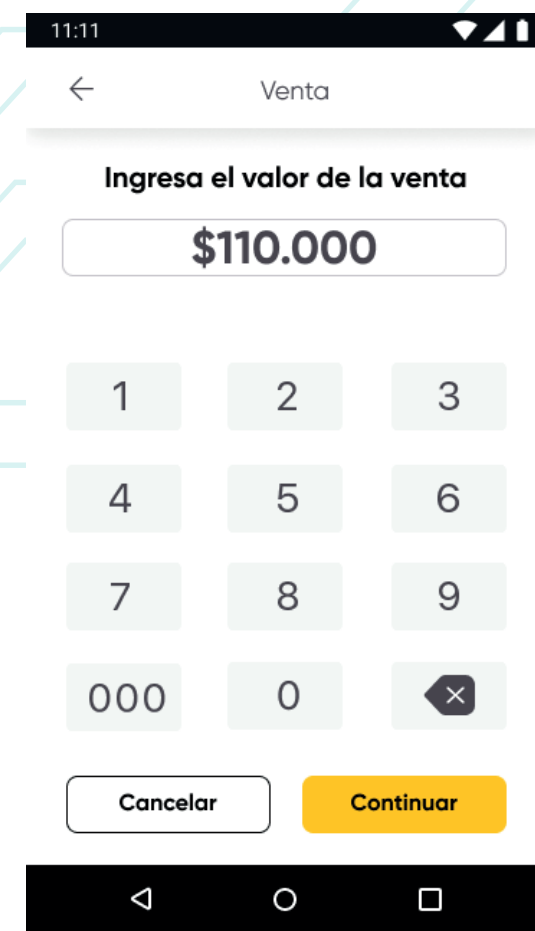 11:11
Venta
Ingresa el valor de la venta
$110.000
1 2 3
4 5 6
7 8 9
000 0
Cancelar Continuar